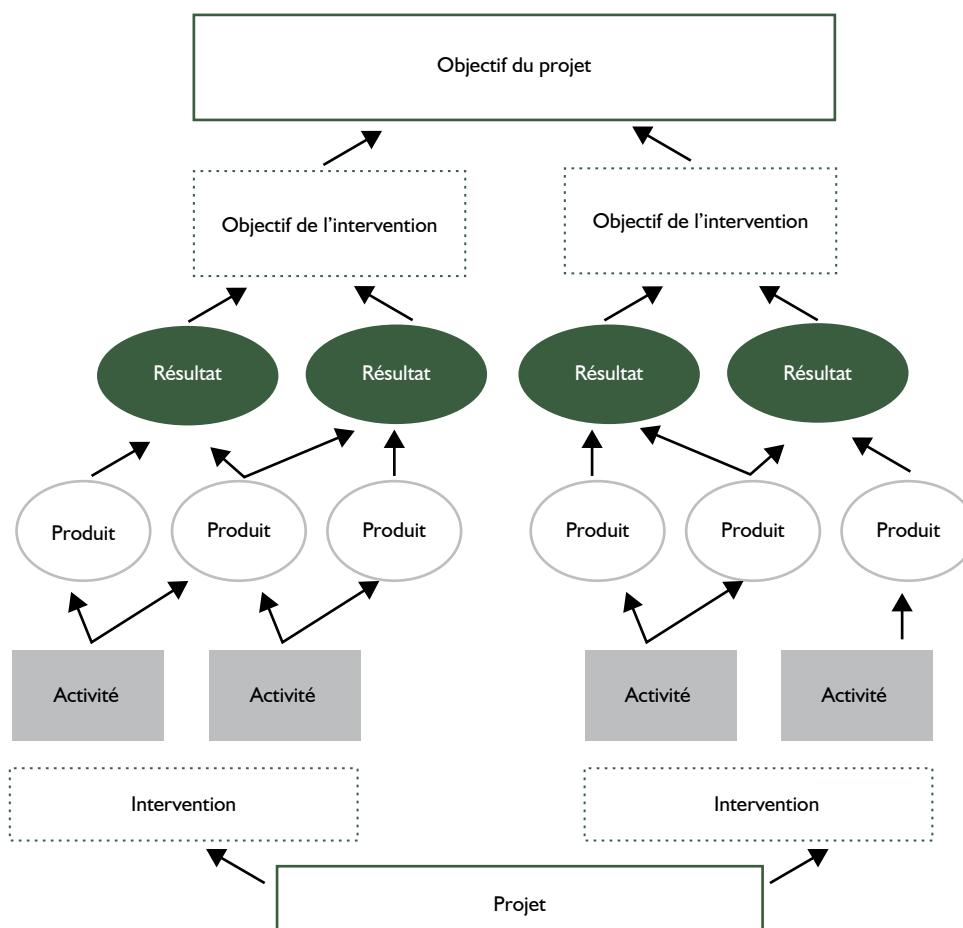 Objectif du projet
Objectif de l’intervention
Objectif de l’intervention
Résultat
Résultat
Résultat
Résultat
Produit
Produit
Produit
Produit
Produit
Produit
Activité
Activité
Activité
Activité
Intervention
Intervention
Projet